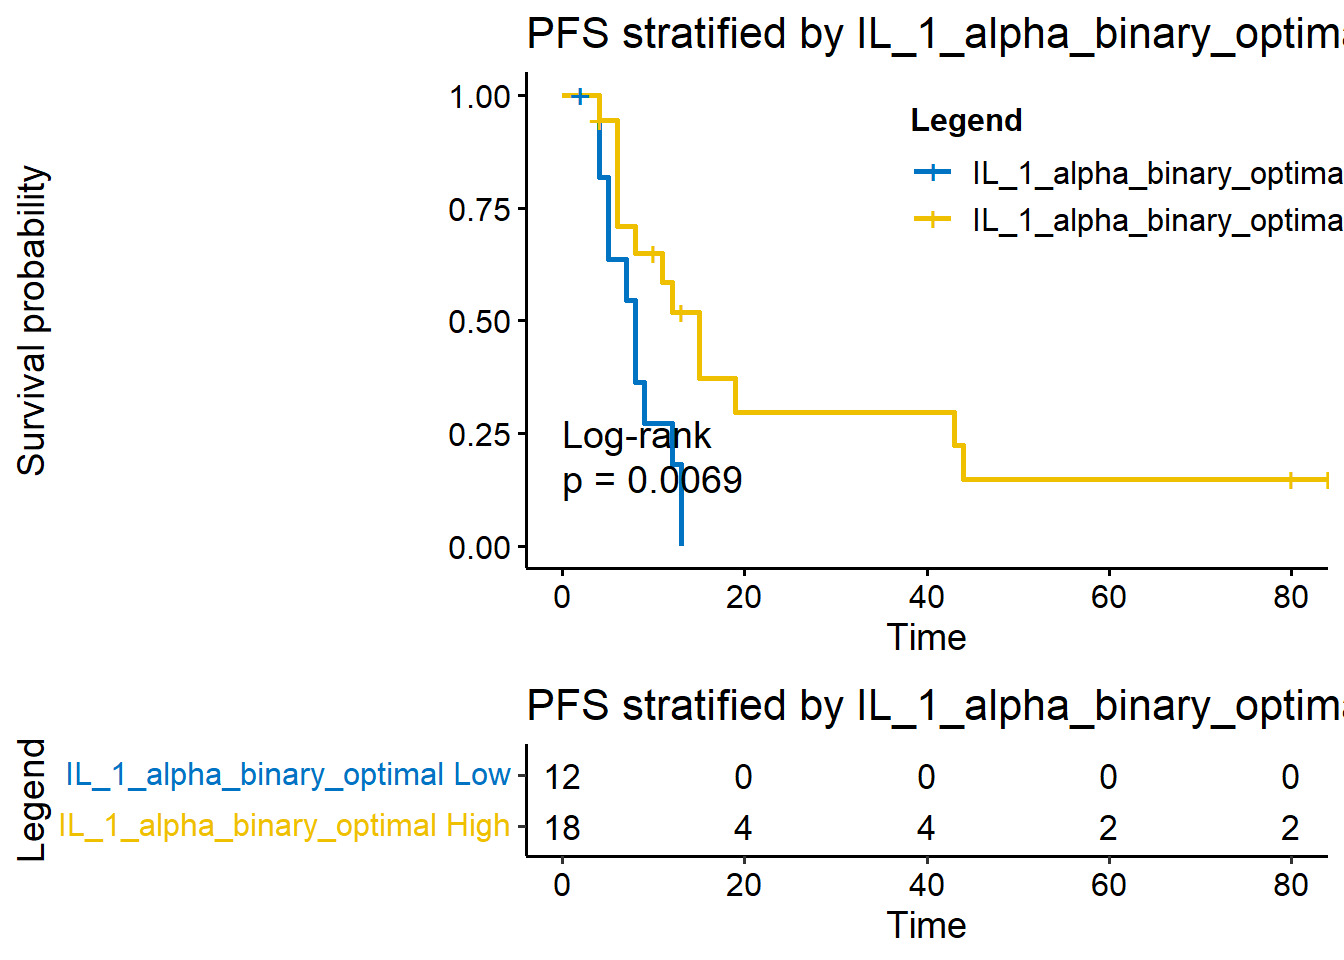 PFS stratified by IL_1_alpha_binary_optima
Survival probability
1.00
0.75
0.50
0.25
0.00
Legend
IL_1_alpha_binary_optima
IL_1_alpha_binary_optima
Log-rank
p = 0.0069
0 20 40 60 80
Time
PFS stratified by IL_1_alpha_binary_optima
Legend
IL_1_alpha_binary_optimal Low 12 0 0 0 0
IL_1_alpha_binary_optimal High 18 4 4 2 2
0 20 40 60 80
Time